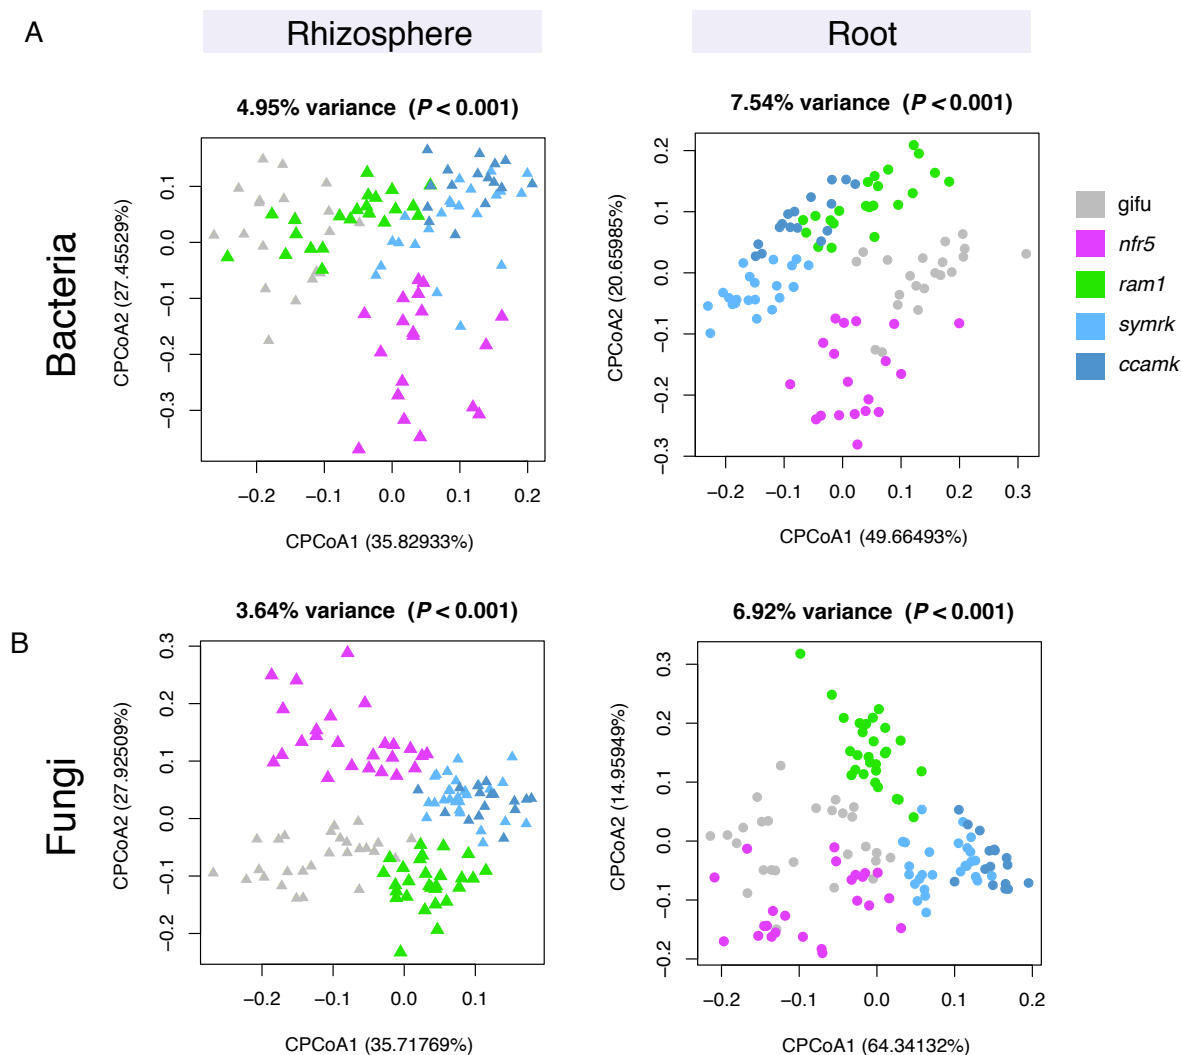 A
Rhizosphere
Root
4.95% variance (P < 0.001)
7.54% variance (P < 0.001)
Bacteria
CPCoA2 (27.45529%)
0.1
0.0
−0.1
−0.2
−0.3
−0.2
−0.1
0.0
0.1
0.2
CPCoA1 (35.82933%)
CPCoA2 (20.65985%)
0.2
0.1
0.0
−0.1
−0.2
−0.3
−0.2
−0.1
0.0
0.1
0.2
0.3
CPCoA1 (49.66493%)
gifu
nfr5
ram1
symrk
ccamk
B
3.64% variance (P < 0.001)
6.92% variance (P < 0.001)
Fungi
CPCoA2 (27.92509%)
0.3
0.2
0.1
0.0
−0.1
−0.2
−0.2
−0.1
0.0
0.1
CPCoA1 (35.71769%)
CPCoA2 (14.95949%)
0.3
0.2
0.1
0.0
−0.1
−0.2
−0.2
−0.1
0.0
0.1
0.2
CPCoA1 (64.34132%)